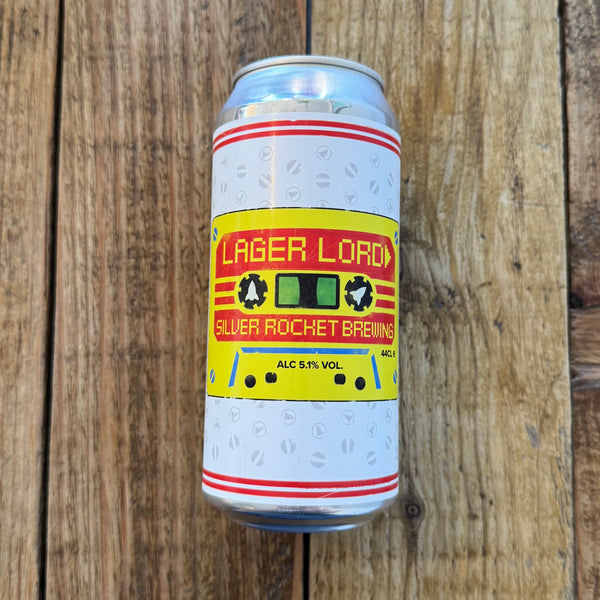 LAGER LORD
SILVER ROCKET BREWING
44CL e
ALC 5.1% VOL.